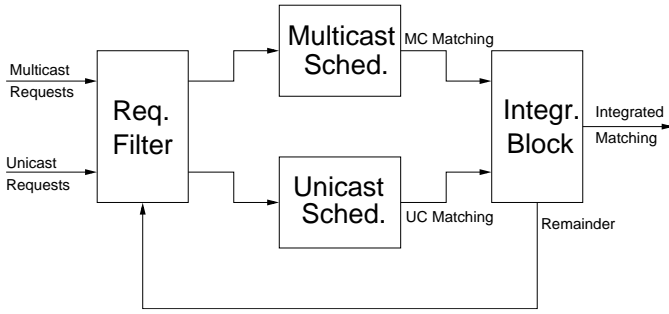 Multicast
Requests
Unicast
Requests
Req.
Filter
Multicast
Sched.
MC Matching
Unicast
Sched.
UC Matching
Integr.
Block
Integrated
Matching
Remainder